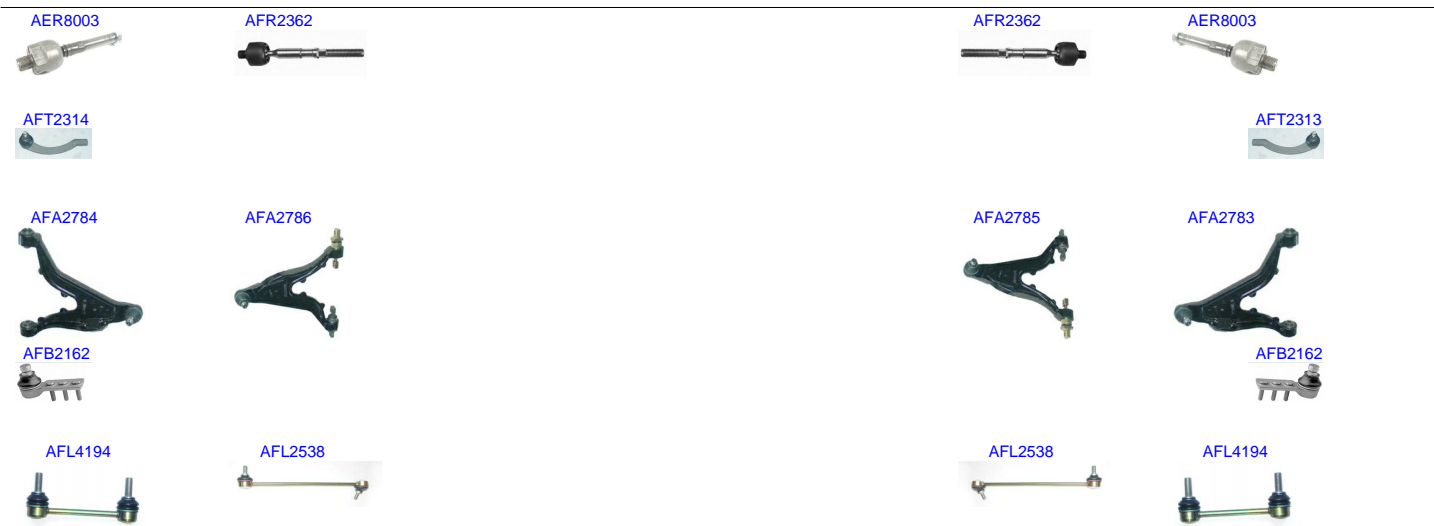 AER8003 AFR2362 AFR2362 AER8003
AFT2314 AFT2313
AFA2784 AFA2786 AFA2785 AFA2783
AFB2162 AFB2162
AFL4194 AFL2538 AFL2538 AFL4194